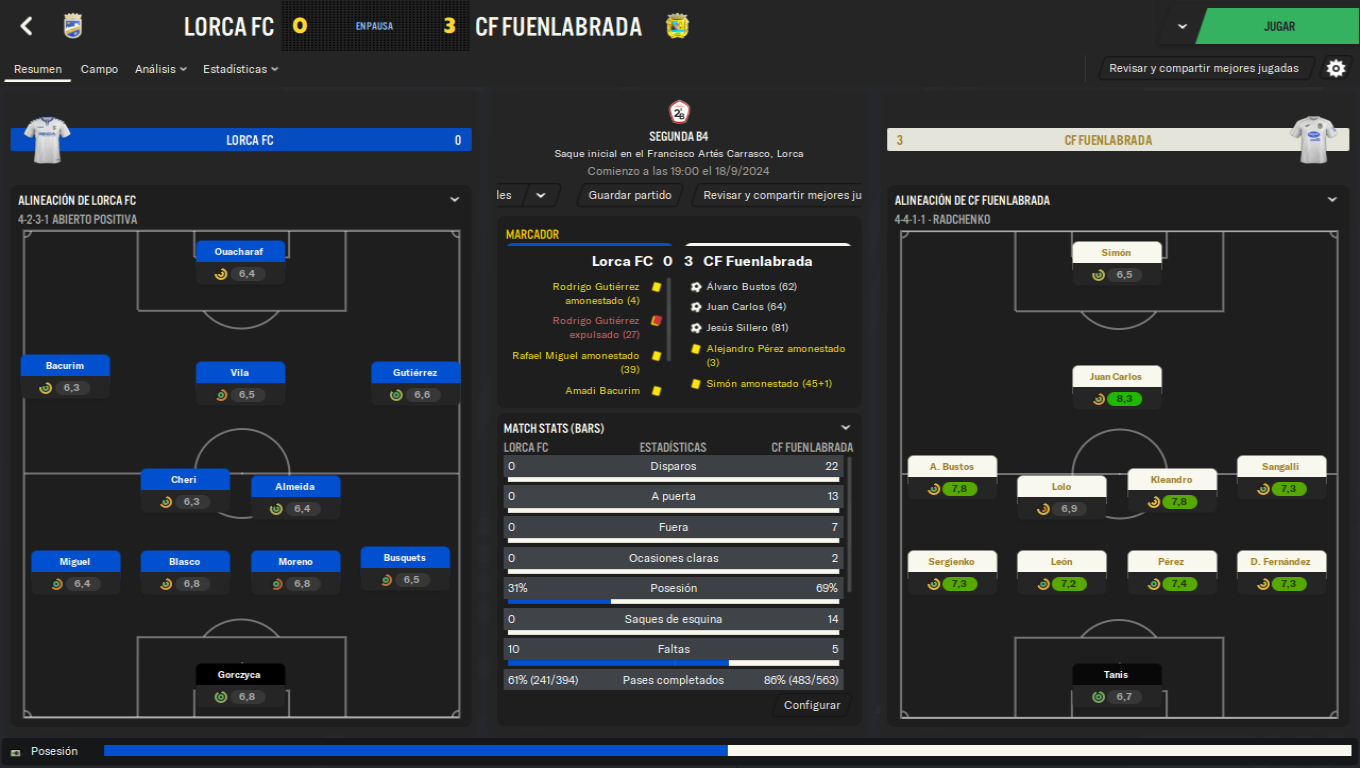 LORCA FC
0
EN PAUSA
3
CF FUENLABRADA
JUGAR
Resumen
Campo
Análisis
Estadísticas
Revisar y compartir mejores jugadas
LORCA FC
0
ALINEACIÓN DE LORCA FC
4-2-3-1 ABIERTO POSITIVA
Ouacharaf
6,4
Bacurim
6,3
Vila
6,5
Gutiérrez
6,6
Cheri
6,3
Almeida
6,4
Miguel
6,4
Blasco
6,8
Moreno
6,8
Busquets
6,5
Gorczyca
6,8
2B
SEGUNDA B4
Saque inicial en el Francisco Artés Carrasco, Lorca
Comienzo a las 19:00 el 18/9/2024
les
Guardar partido
Revisar y compartir mejores ju
MARCADOR
Lorca FC 0 3 CF Fuenlabrada
Rodrigo Gutiérrez
amonestado (4)
Rodrigo Gutiérrez
expulsado (27)
Rafael Miguel amonestado
(39)
Amadi Bacurim
Álvaro Bustos (62)
Juan Carlos (64)
Jesús Sillero (81)
Alejandro Pérez amonestado
(3)
Simón amonestado (45+1)
MATCH STATS (BARS)
LORCA FC ESTADÍSTICAS CF FUENLABRADA
0 Disparos 22
0 A puerta 13
0 Fuera 7
0 Ocasiones claras 2
31% Posesión 69%
0 Saques de esquina 14
10 Faltas 5
61% (241/394) Pases completados 86% (483/563)
Configurar
3
CF FUENLABRADA
ALINEACIÓN DE CF FUENLABRADA
4-4-1-1 - RADCHENKO
Simón
6,5
Juan Carlos
8,3
A. Bustos
7,8
Lolo
6,9
Kleandro
7,8
Sangalli
7,3
Sergienko
7,3
León
7,2
Pérez
7,4
D. Fernández
7,3
Tanis
6,7
Posesión